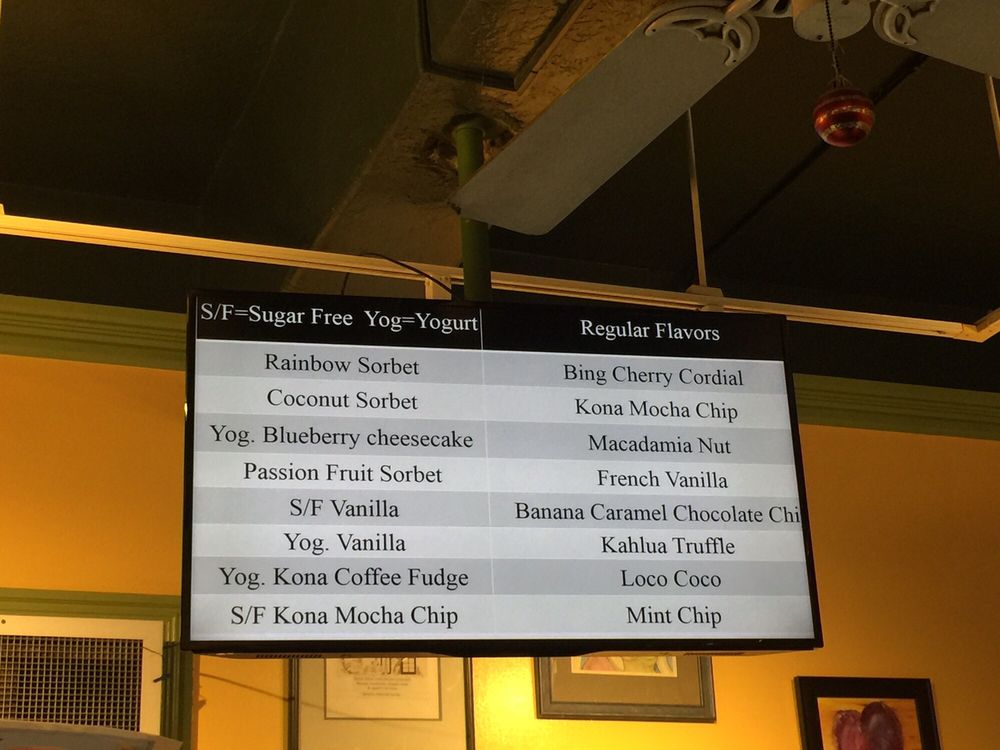 S/F=Sugar Free Yog=Yogurt
Rainbow Sorbet
Coconut Sorbet
Yog. Blueberry cheesecake
Passion Fruit Sorbet
S/F Vanilla
Yog. Vanilla
Yog. Kona Coffee Fudge
S/F Kona Mocha Chip
Regular Flavors
Bing Cherry Cordial
Kona Mocha Chip
Macadamia Nut
French Vanilla
Banana Caramel Chocolate Chi
Kahlua Truffle
Loco Coco
Mint Chip